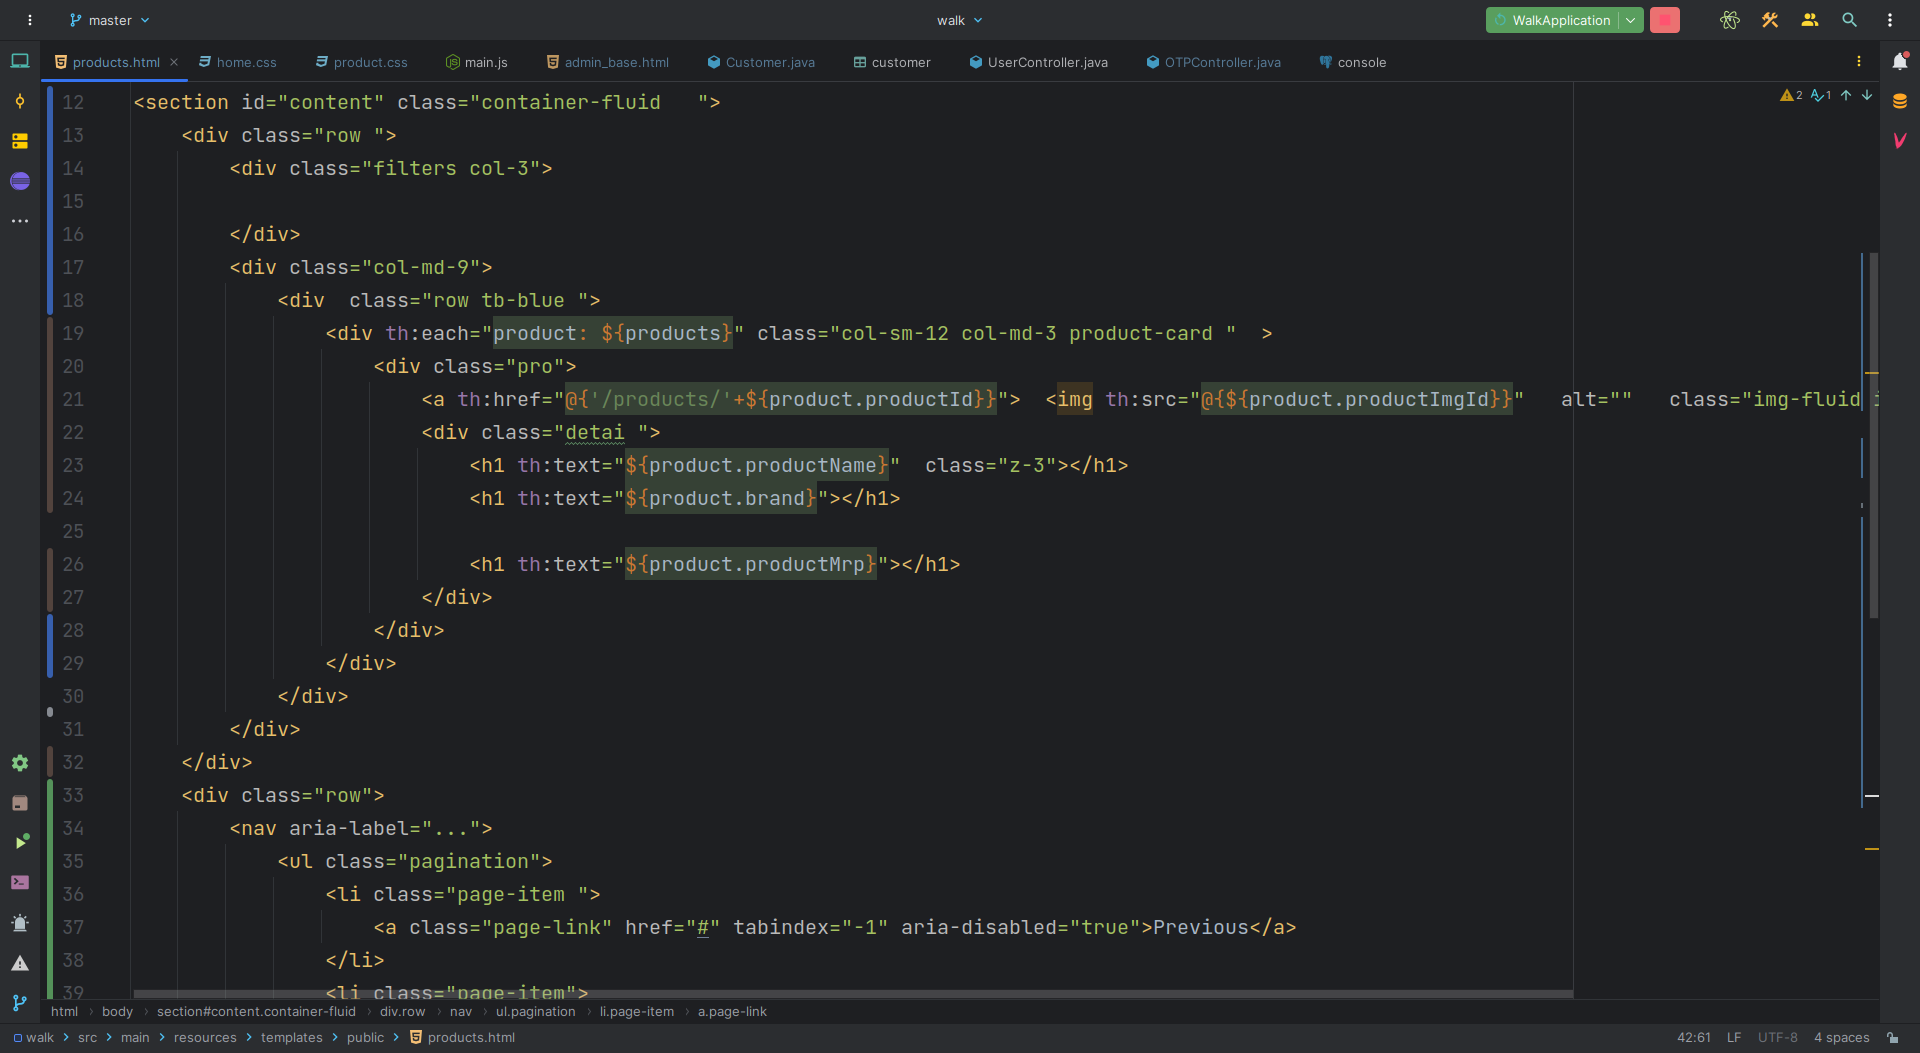 master
walk
WalkApplication
products.html
home.css
product.css
main.js
admin_base.html
Customer.java
customer
UserController.java
OTPController.java
console
2 1
12 <section id="content" class="container-fluid   ">
13 <div class="row ">
14 <div class="filters col-3">
15
16 </div>
17 <div class="col-md-9">
18 <div  class="row tb-blue ">
19 <div th:each="product: ${products}" class="col-sm-12 col-md-3 product-card "  >
20 <div class="pro">
21 <a th:href="@{'/products/'+${product.productId}}">  <img th:src="@{${product.productImgId}}"   alt=""   class="img-fluid
22 <div class="detai ">
23 <h1 th:text="${product.productName}"  class="z-3"></h1>
24 <h1 th:text="${product.brand}"></h1>
25
26 <h1 th:text="${product.productMrp}"></h1>
27 </div>
28 </div>
29 </div>
30 </div>
31 </div>
32 </div>
33 <div class="row">
34 <nav aria-label="...">
35 <ul class="pagination">
36 <li class="page-item ">
37 <a class="page-link" href="#" tabindex="-1" aria-disabled="true">Previous</a>
38 </li>
39 <li class="page-item">
html › body › section#content.container-fluid › div.row › nav › ul.pagination › li.page-item › a.page-link
walk › src › main › resources › templates › public › products.html
42:61 LF UTF-8 4 spaces